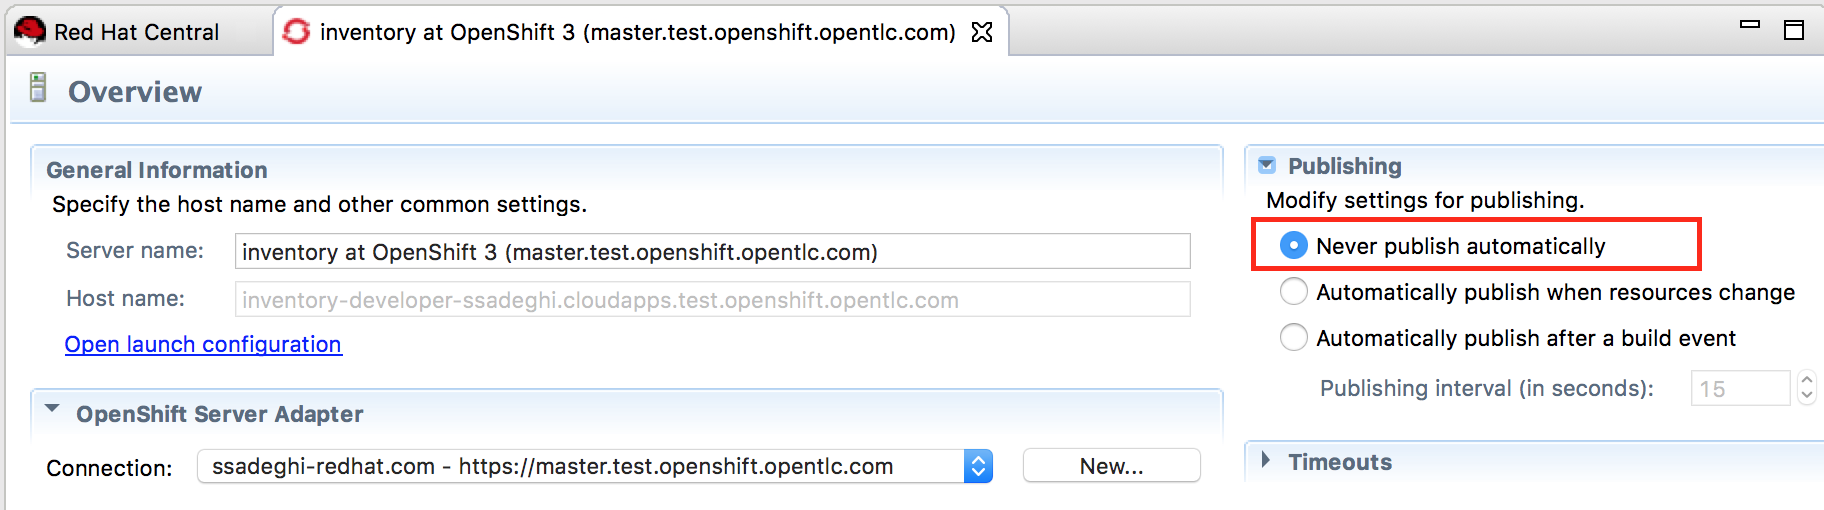 Red Hat Central
inventory at OpenShift 3 (master.test.openshift.opentlc.com)
Overview
General Information
Specify the host name and other common settings.
Server name: inventory at OpenShift 3 (master.test.openshift.opentlc.com)
Host name: inventory-developer-ssadeghi.cloudapps.test.openshift.opentlc.com
Open launch configuration
OpenShift Server Adapter
Connection: ssadeghi-redhat.com - https://master.test.openshift.opentlc.com New...
Publishing
Modify settings for publishing.
Never publish automatically
Automatically publish when resources change
Automatically publish after a build event
Publishing interval (in seconds): 15
Timeouts